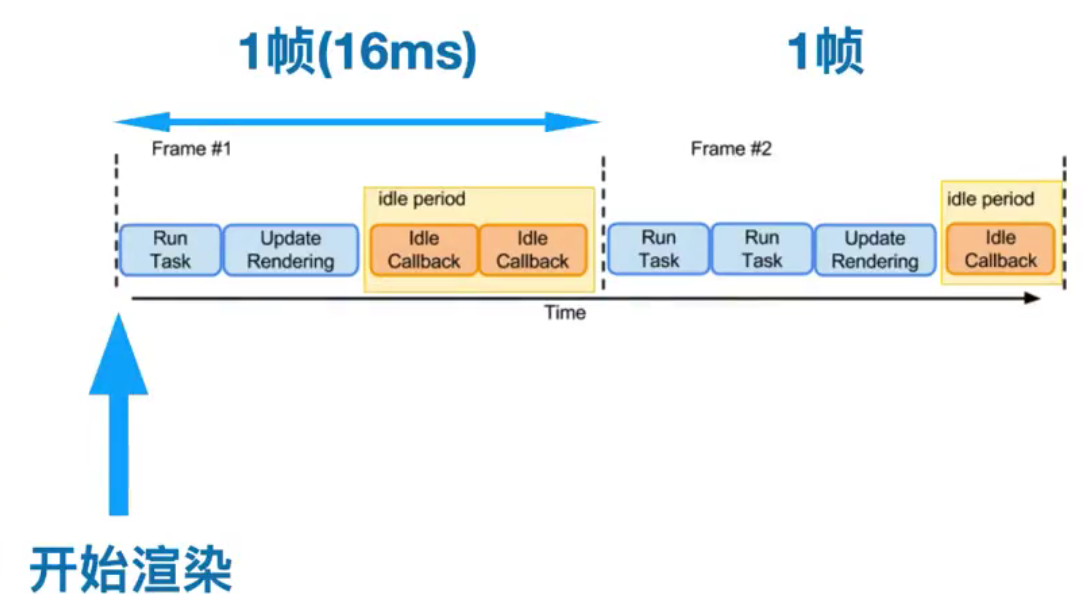 1帧(16ms)
1帧
Frame #1
Frame #2
idle period
idle period
Run
Task
Update
Rendering
Idle
Callback
Idle
Callback
Run
Task
Run
Task
Update
Rendering
Idle
Callback
Time
开始渲染